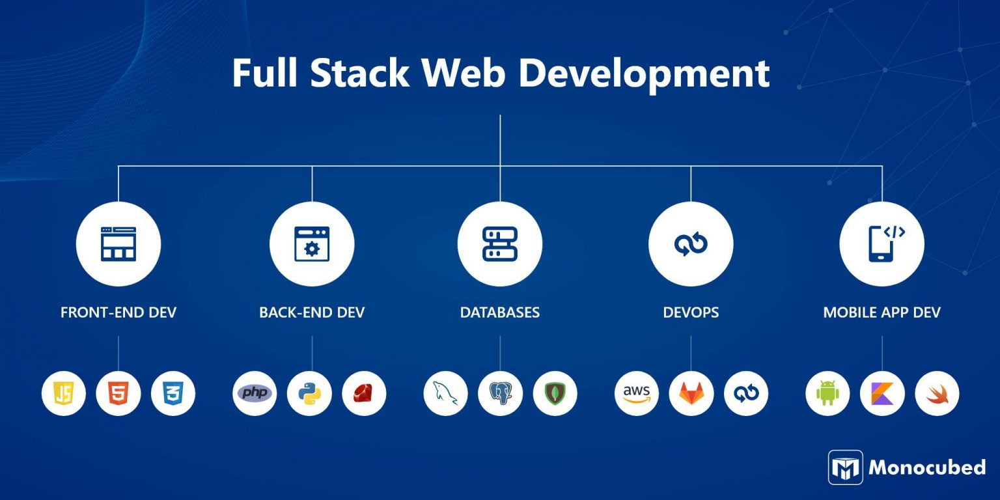 Full Stack Web Development
FRONT-END DEV
BACK-END DEV
DATABASES
DEVOPS
MOBILE APP DEV
JS
5
3
php
aws
Monocubed